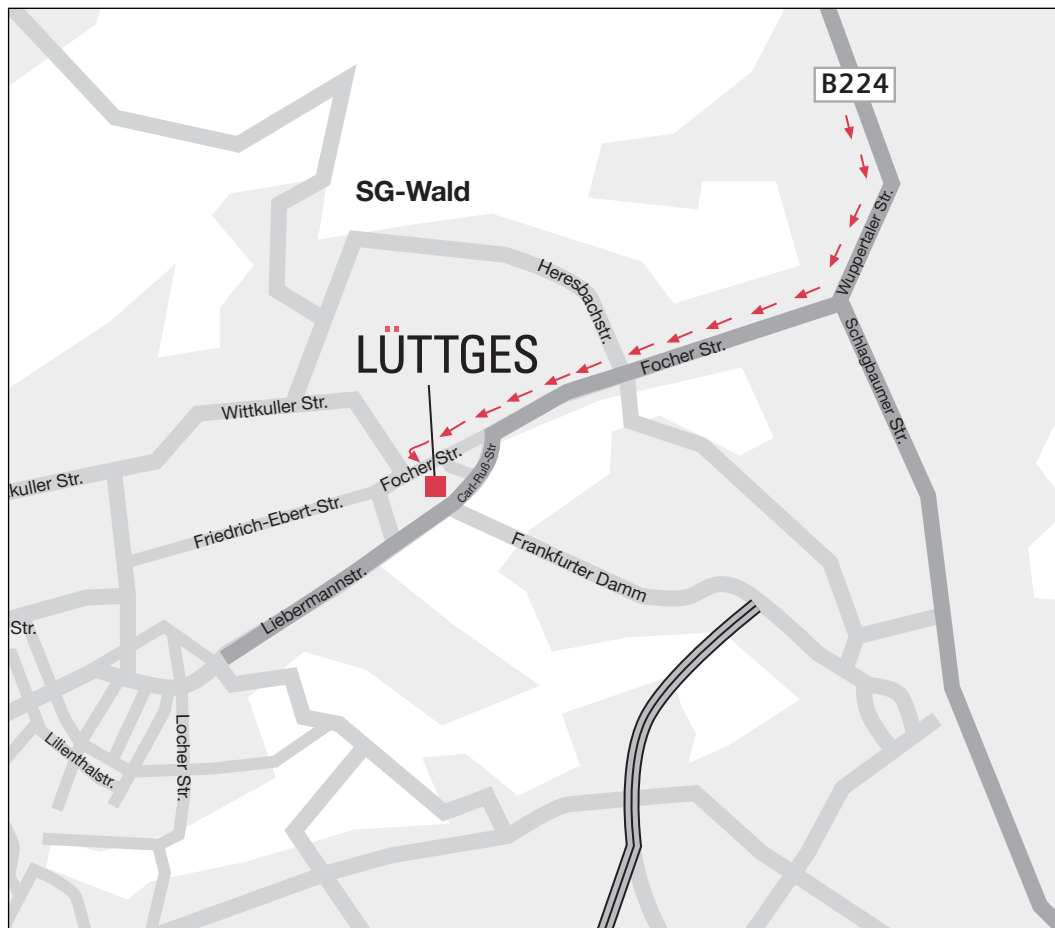 B224
SG-Wald
Wuppertaler Str.
Heresbachstr.
Focher Str.
Schlagbaumer Str.
LÜTTGES
Wittkuller Str.
Carl-Ruß-Str
Focher Str.
kuller Str.
Friedrich-Ebert-Str.
Frankfurter Damm
Liebermannstr.
Str.
Locher Str.
Lilienthalstr.